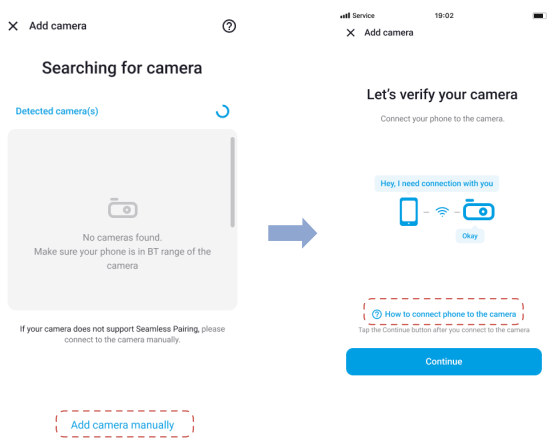 Add camera
Searching for camera
Detected camera(s)
No cameras found.
Make sure your phone is in BT range of the
camera
If your camera does not support Seamless Pairing, please
connect to the camera manually.
Add camera manually
Service 19:02
Add camera
Let's verify your camera
Connect your phone to the camera.
Hey, I need connection with you
Okay
? How to connect phone to the camera
Tap the Continue button after you connect to the camera
Continue